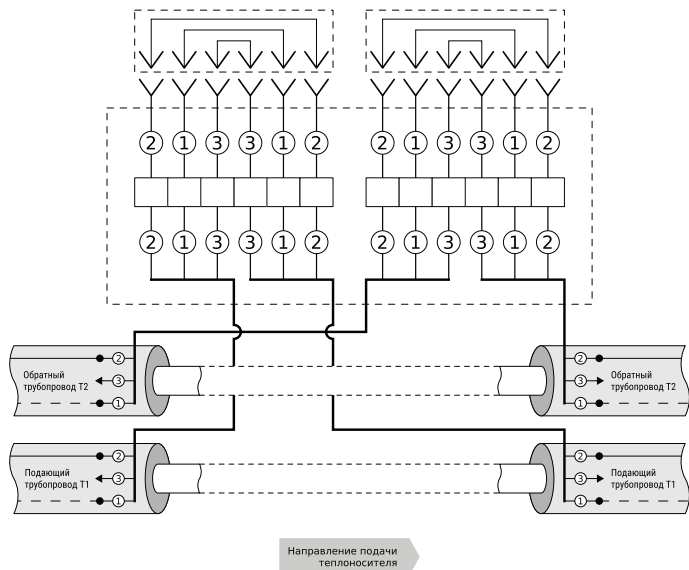 2 1 3 3 1 2 2 1 3 3 1 2
2 1 3 3 1 2 2 1 3 3 1 2
2 2
Обратный Обратный
3 3
трубопровод Т2 трубопровод Т2
1 1
2 2
Подающий Подающий
3 3
трубопровод Т1 трубопровод Т1
1 1
Направление подачи
теплоносителя